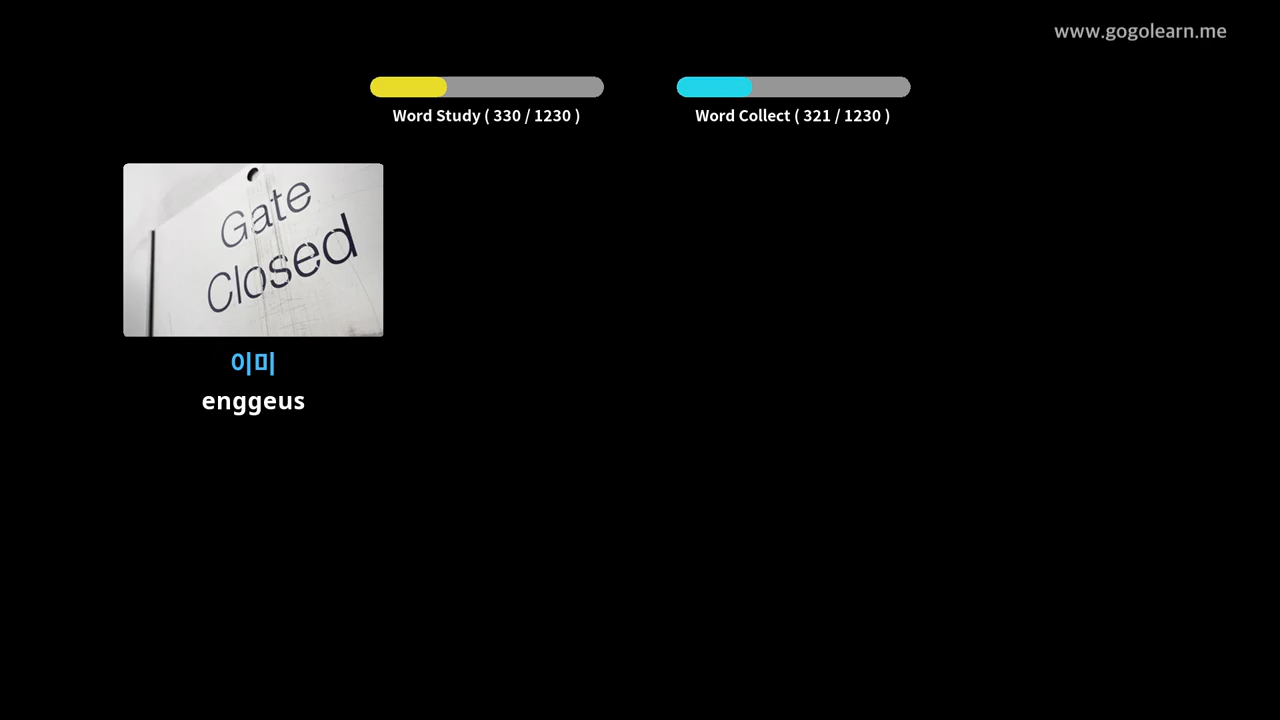 www.gogolearn.me
Word Study ( 330 / 1230 )
Word Collect ( 321 / 1230 )
Gate
Closed
이미
enggeus